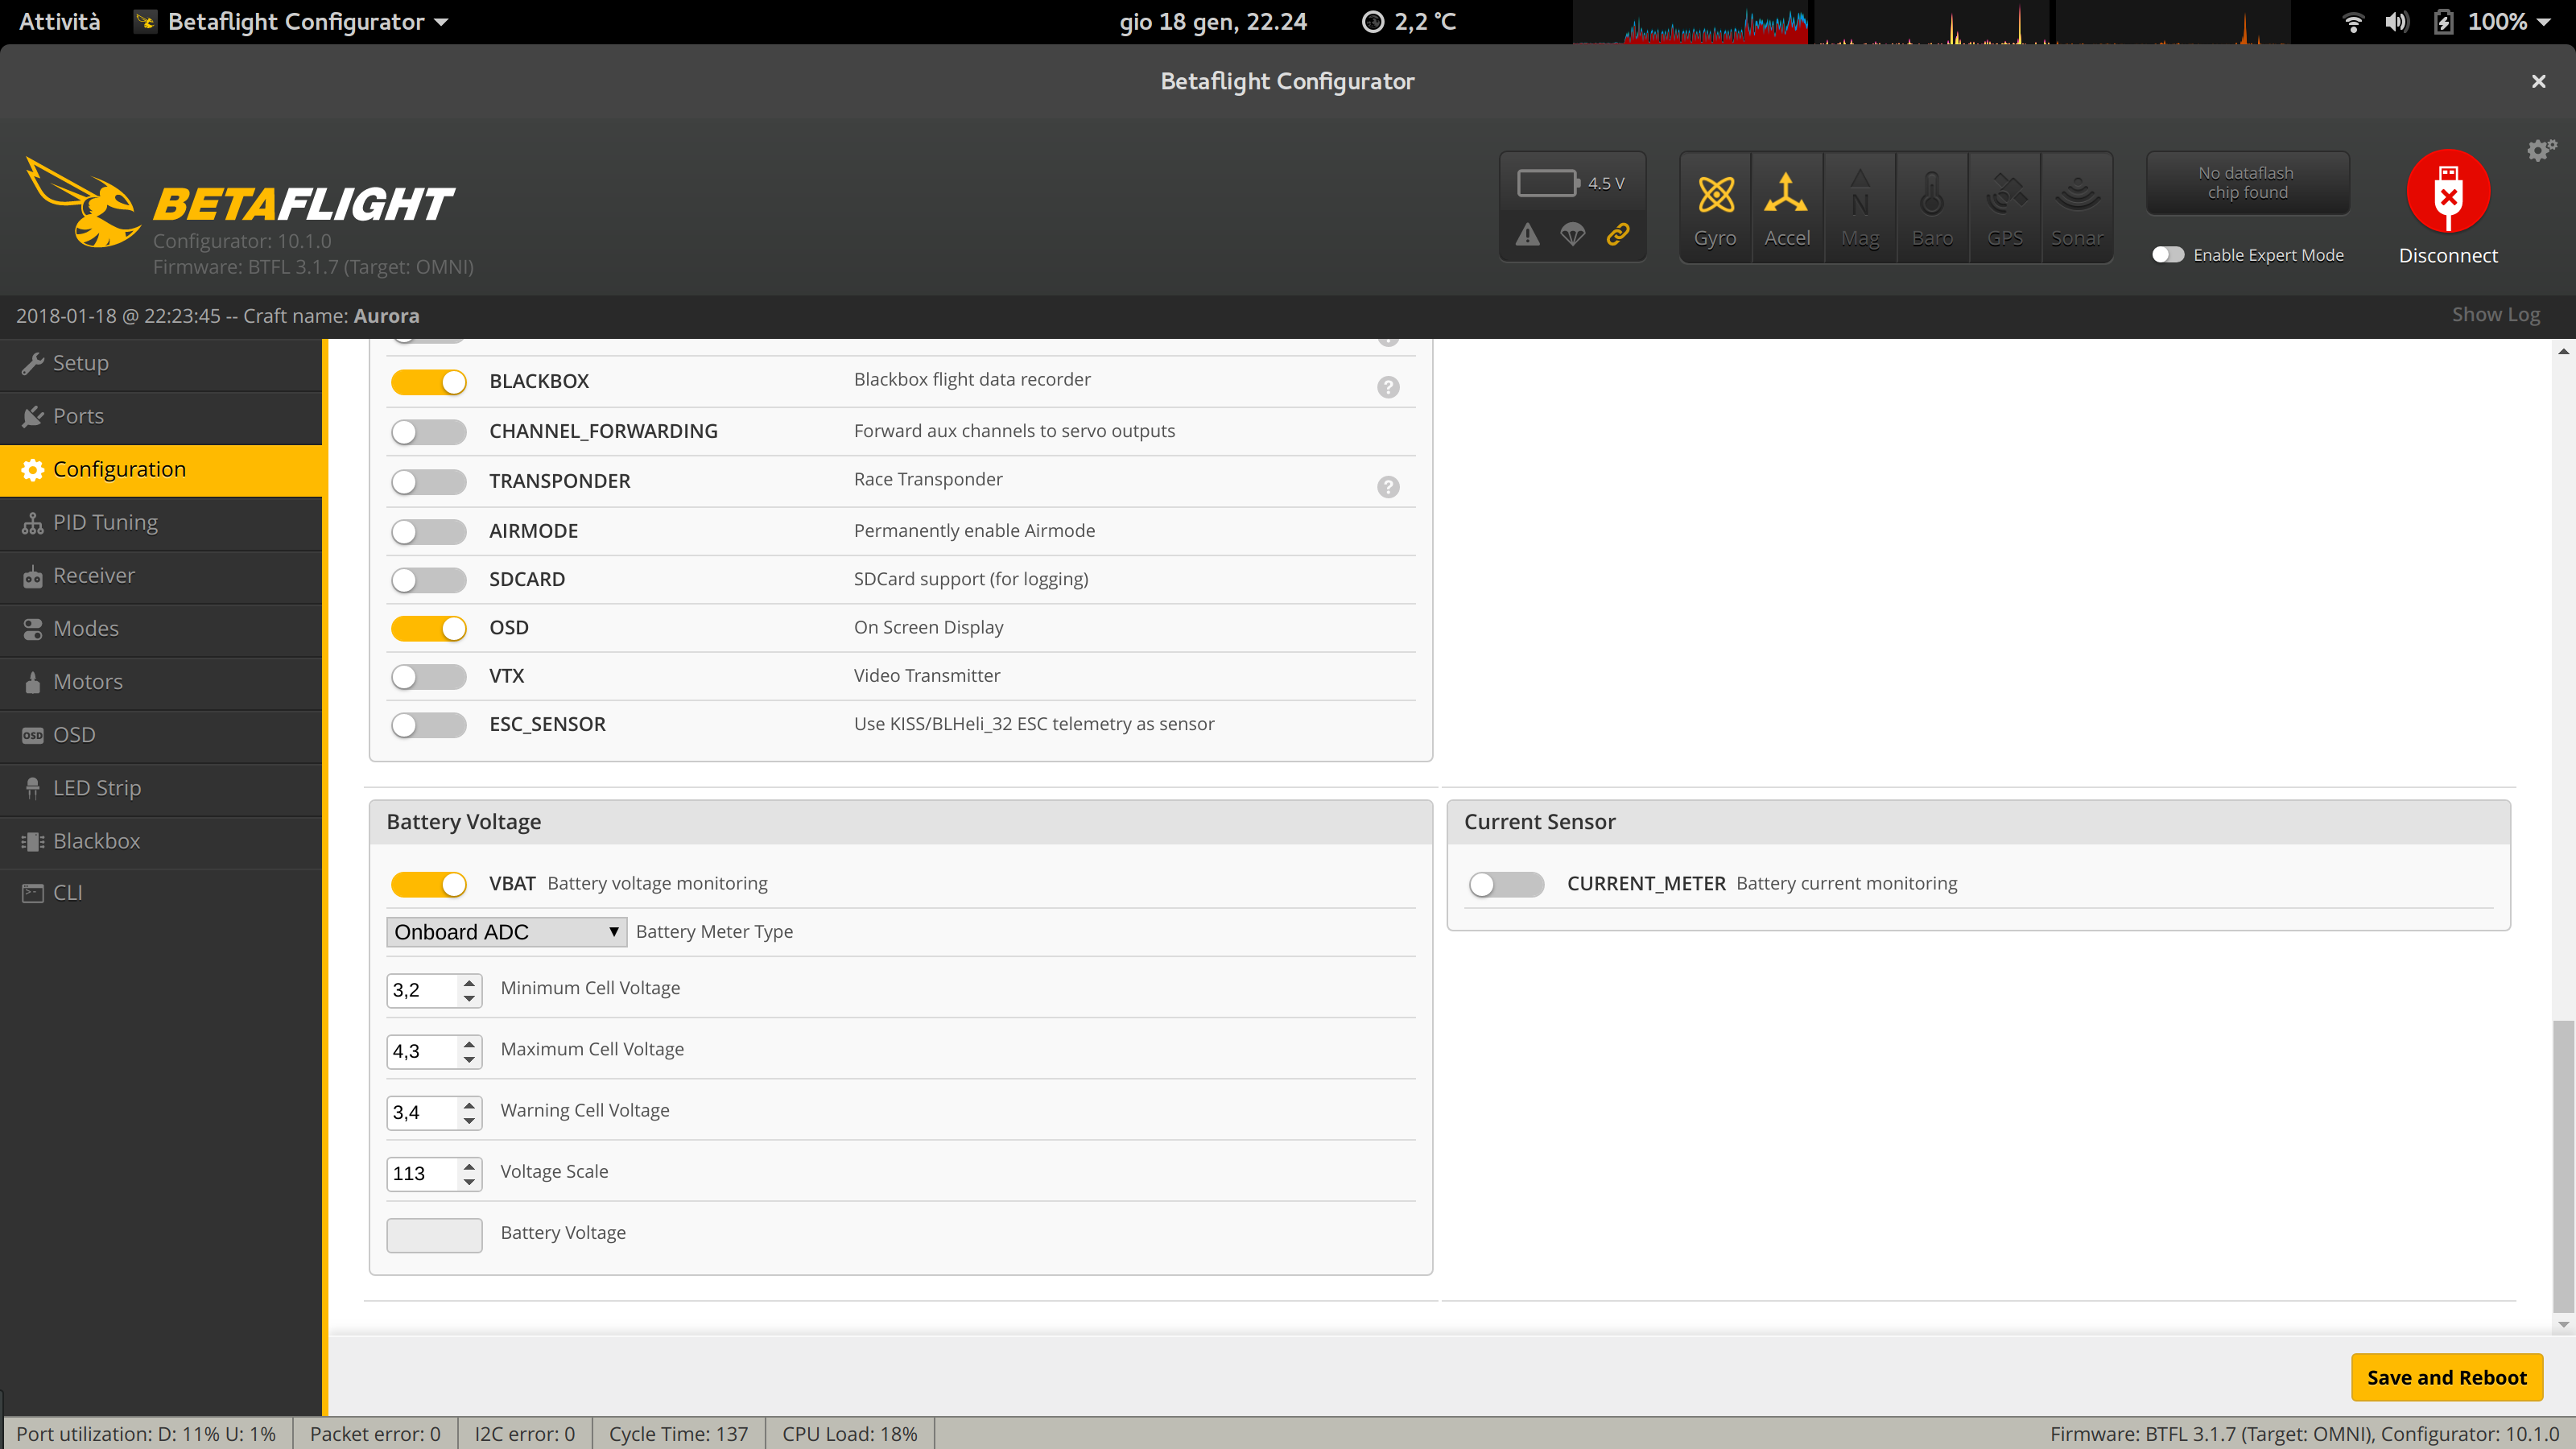 Attività Betaflight Configurator gio 18 gen, 22.24 2,2 °C 100%
Betaflight Configurator
BETAFLIGHT
Configurator: 10.1.0
Firmware: BTFL 3.1.7 (Target: OMNI)
4.5 V
Gyro Accel Mag Baro GPS Sonar
No dataflash
chip found
Enable Expert Mode
Disconnect
2018-01-18 @ 22:23:45 -- Craft name: Aurora Show Log
Setup
Ports
Configuration
PID Tuning
Receiver
Modes
Motors
OSD OSD
LED Strip
Blackbox
CLI
BLACKBOX Blackbox flight data recorder ?
CHANNEL_FORWARDING Forward aux channels to servo outputs
TRANSPONDER Race Transponder ?
AIRMODE Permanently enable Airmode
SDCARD SDCard support (for logging)
OSD On Screen Display
VTX Video Transmitter
ESC_SENSOR Use KISS/BLHeli_32 ESC telemetry as sensor
Battery Voltage
VBAT Battery voltage monitoring
Onboard ADC Battery Meter Type
3,2 Minimum Cell Voltage
4,3 Maximum Cell Voltage
3,4 Warning Cell Voltage
113 Voltage Scale
Battery Voltage
Current Sensor
CURRENT_METER Battery current monitoring
Save and Reboot
Port utilization: D: 11% U: 1% Packet error: 0 I2C error: 0 Cycle Time: 137 CPU Load: 18% Firmware: BTFL 3.1.7 (Target: OMNI), Configurator: 10.1.0